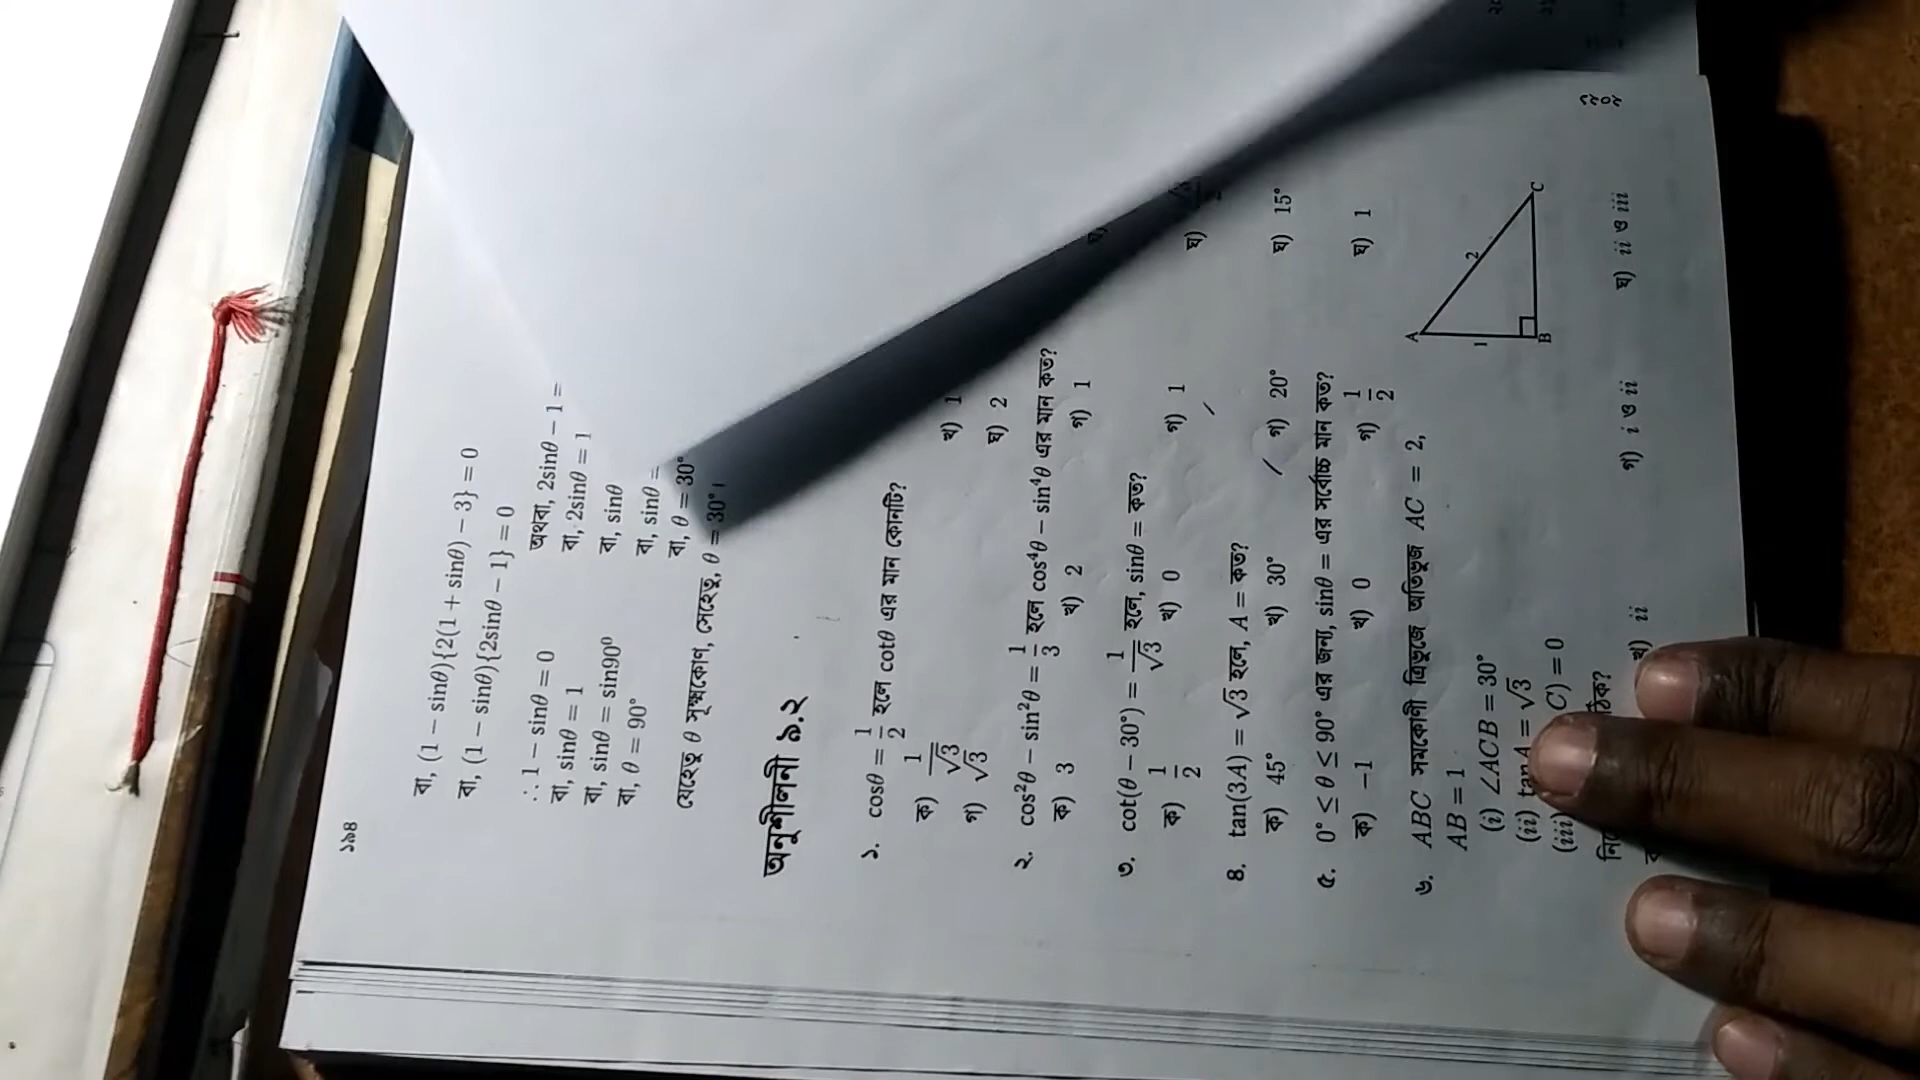 ১৯৪
বা, (1 − sinθ){2(1 + sinθ) − 3} = 0
বা, (1 − sinθ){2sinθ − 1} = 0
∴ 1 − sinθ = 0 অথবা, 2sinθ − 1 =
বা, sinθ = 1 বা, 2sinθ = 1
বা, sinθ = sin90⁰ বা, sinθ
বা, θ = 90° বা, sinθ =
বা, θ = 30°
যেহেতু θ সূক্ষ্মকোণ, সেহেতু, θ = 30°।
অনুশীলনী ৯.২
১. cosθ = 1/2 হলে cotθ এর মান কোনটি?
ক) 1/√3 খ) 1
গ) √3 ঘ) 2
২. cos²θ − sin²θ = 1/3 হলে cos⁴θ − sin⁴θ এর মান কত?
ক) 3 খ) 2 গ) 1 ঘ)
৩. cot(θ − 30°) = 1/√3 হলে, sinθ = কত?
ক) 1/2 খ) 0 গ) 1 ঘ)
৪. tan(3A) = √3 হলে, A = কত?
ক) 45° খ) 30° গ) 20° ঘ) 15°
৫. 0° ≤ θ ≤ 90° এর জন্য, sinθ = এর সর্বোচ্চ মান কত?
ক) −1 খ) 0 গ) 1/2 ঘ) 1
৬. ABC সমকোণী ত্রিভুজে অতিভুজ AC = 2,
AB = 1
(i) ∠ACB = 30°
(ii) tanA = √3
(iii) C) = 0
A
1
2
B
C
ঠিক?
খ) ii গ) i ও ii ঘ) ii ও iii